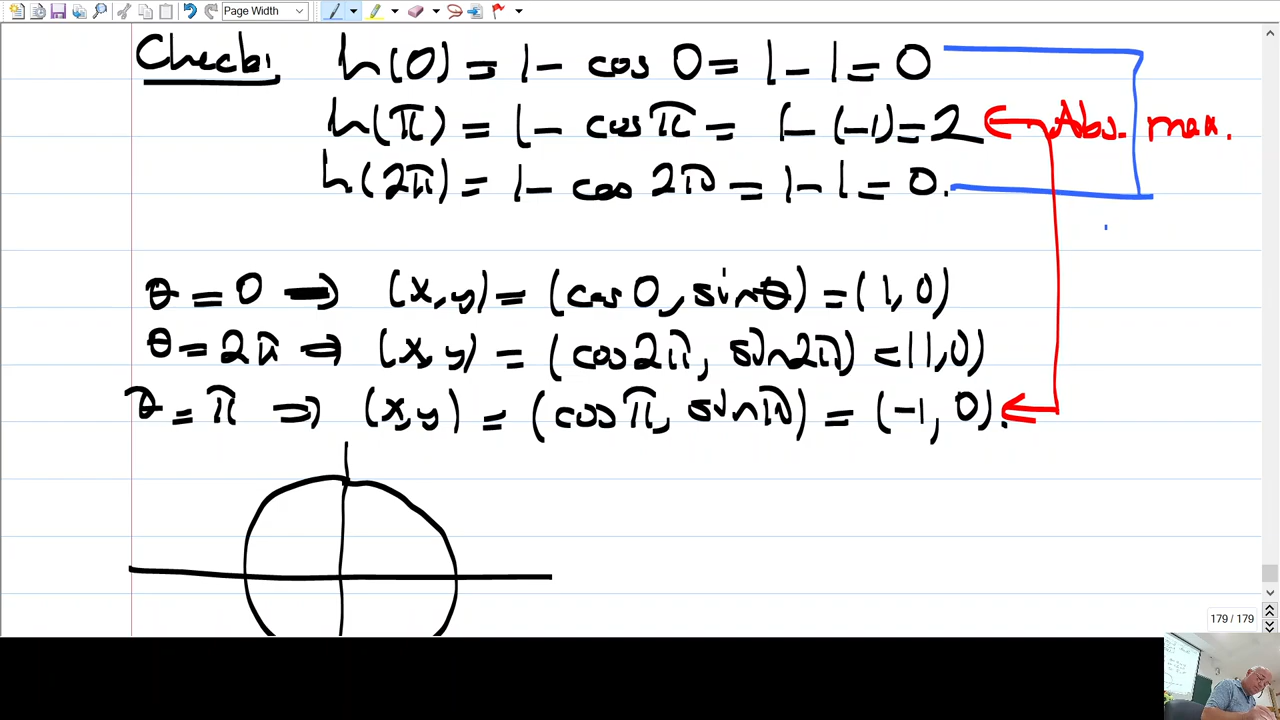 Page Width
Check: h(0) = 1 - cos 0 = 1 - 1 = 0
h(π) = 1 - cos π = 1 - (-1) = 2 Abs. max.
h(2π) = 1 - cos 2π = 1 - 1 = 0.
θ = 0 ⇒ (x,y) = (cos 0, sin θ) = (1, 0)
θ = 2π ⇒ (x,y) = (cos 2π, sin 2π) = (1, 0)
θ = π ⇒ (x,y) = (cos π, sin π) = (-1, 0).
179 / 179